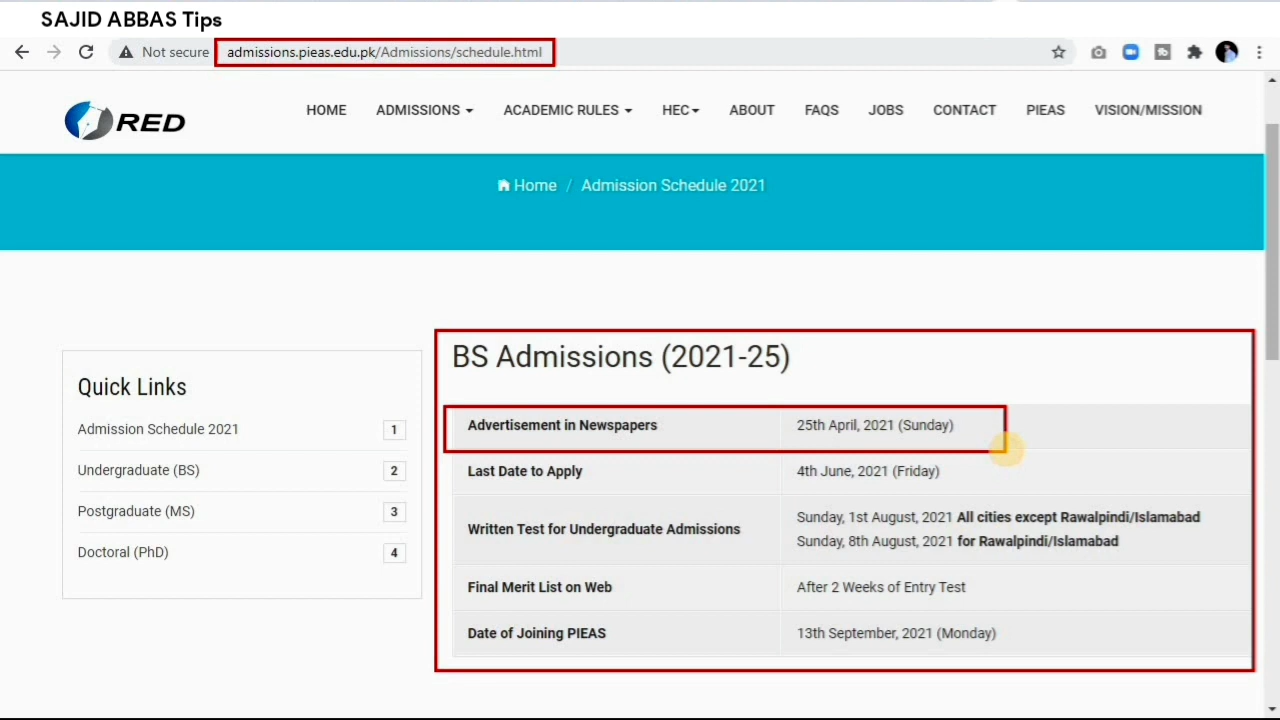 SAJID ABBAS Tips
Not secure admissions.pieas.edu.pk/Admissions/schedule.html
RED HOME ADMISSIONS ACADEMIC RULES HEC ABOUT FAQS JOBS CONTACT PIEAS VISION/MISSION
Home / Admission Schedule 2021
Quick Links
Admission Schedule 2021 1
Undergraduate (BS) 2
Postgraduate (MS) 3
Doctoral (PhD) 4
BS Admissions (2021-25)
Advertisement in Newspapers 25th April, 2021 (Sunday)
Last Date to Apply 4th June, 2021 (Friday)
Written Test for Undergraduate Admissions Sunday, 1st August, 2021 All cities except Rawalpindi/Islamabad
Sunday, 8th August, 2021 for Rawalpindi/Islamabad
Final Merit List on Web After 2 Weeks of Entry Test
Date of Joining PIEAS 13th September, 2021 (Monday)